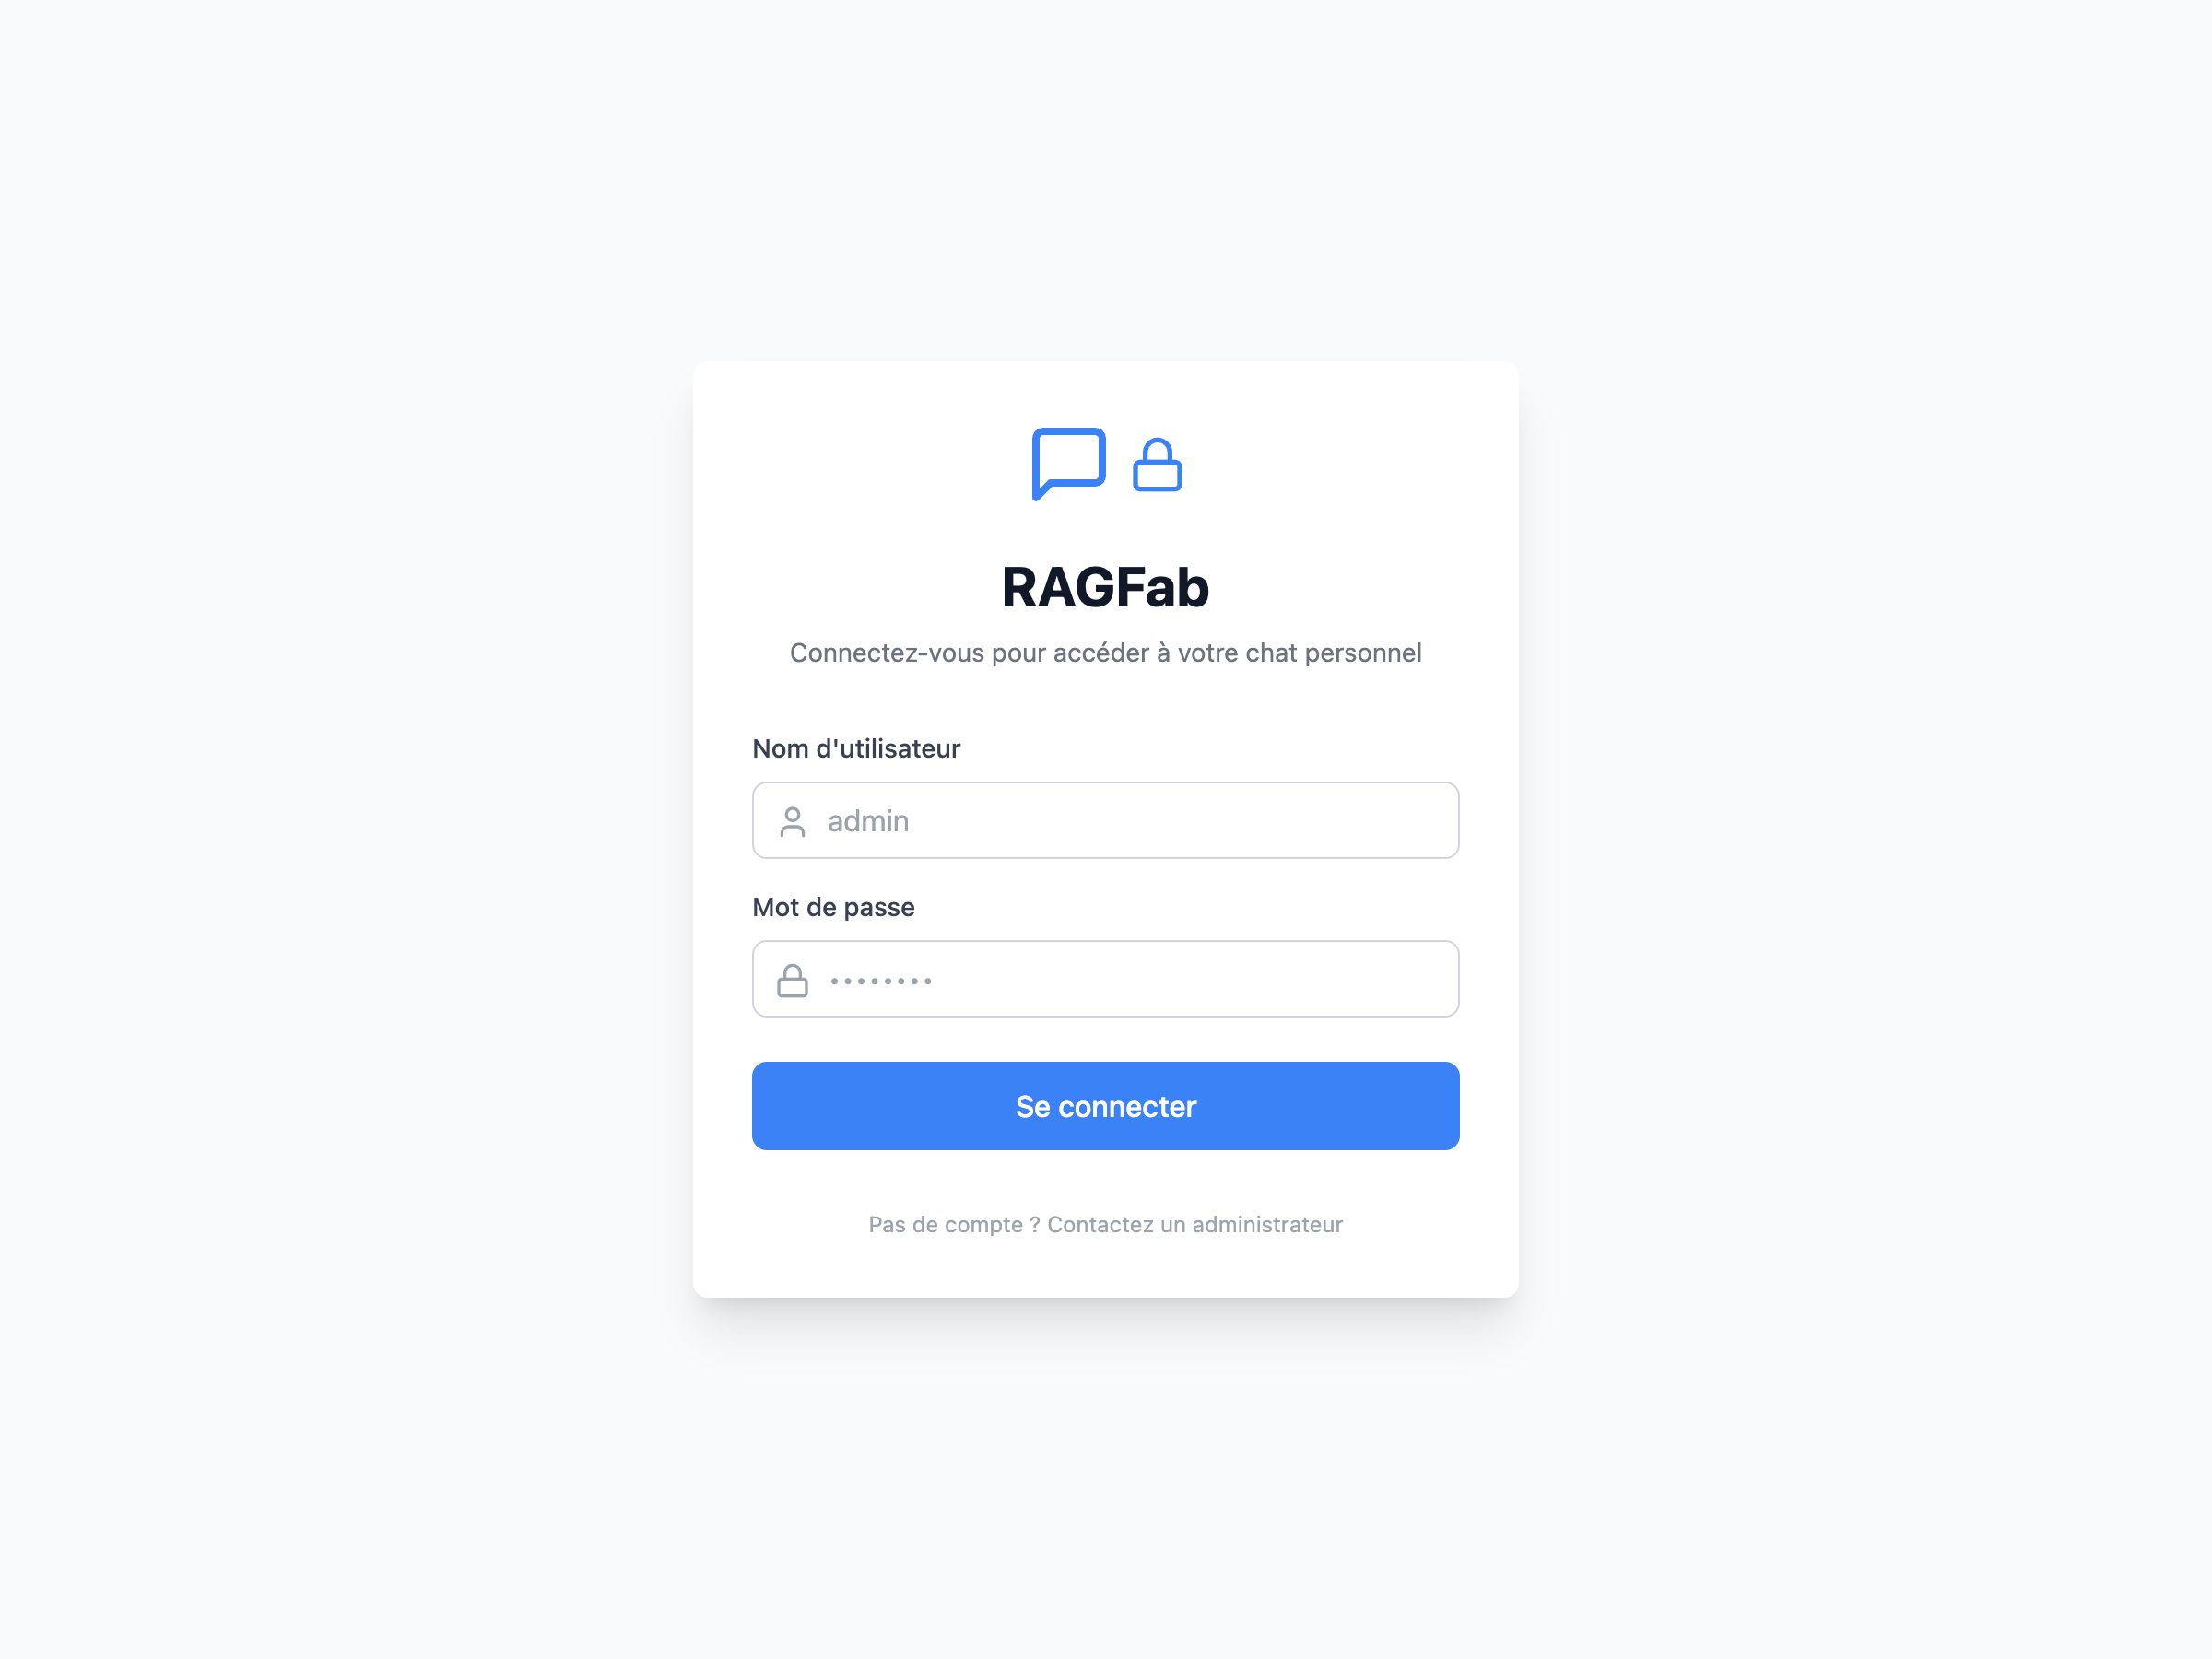 RAGFab
Connectez-vous pour accéder à votre chat personnel
Nom d'utilisateur
admin
Mot de passe
••••••••
Se connecter
Pas de compte ? Contactez un administrateur